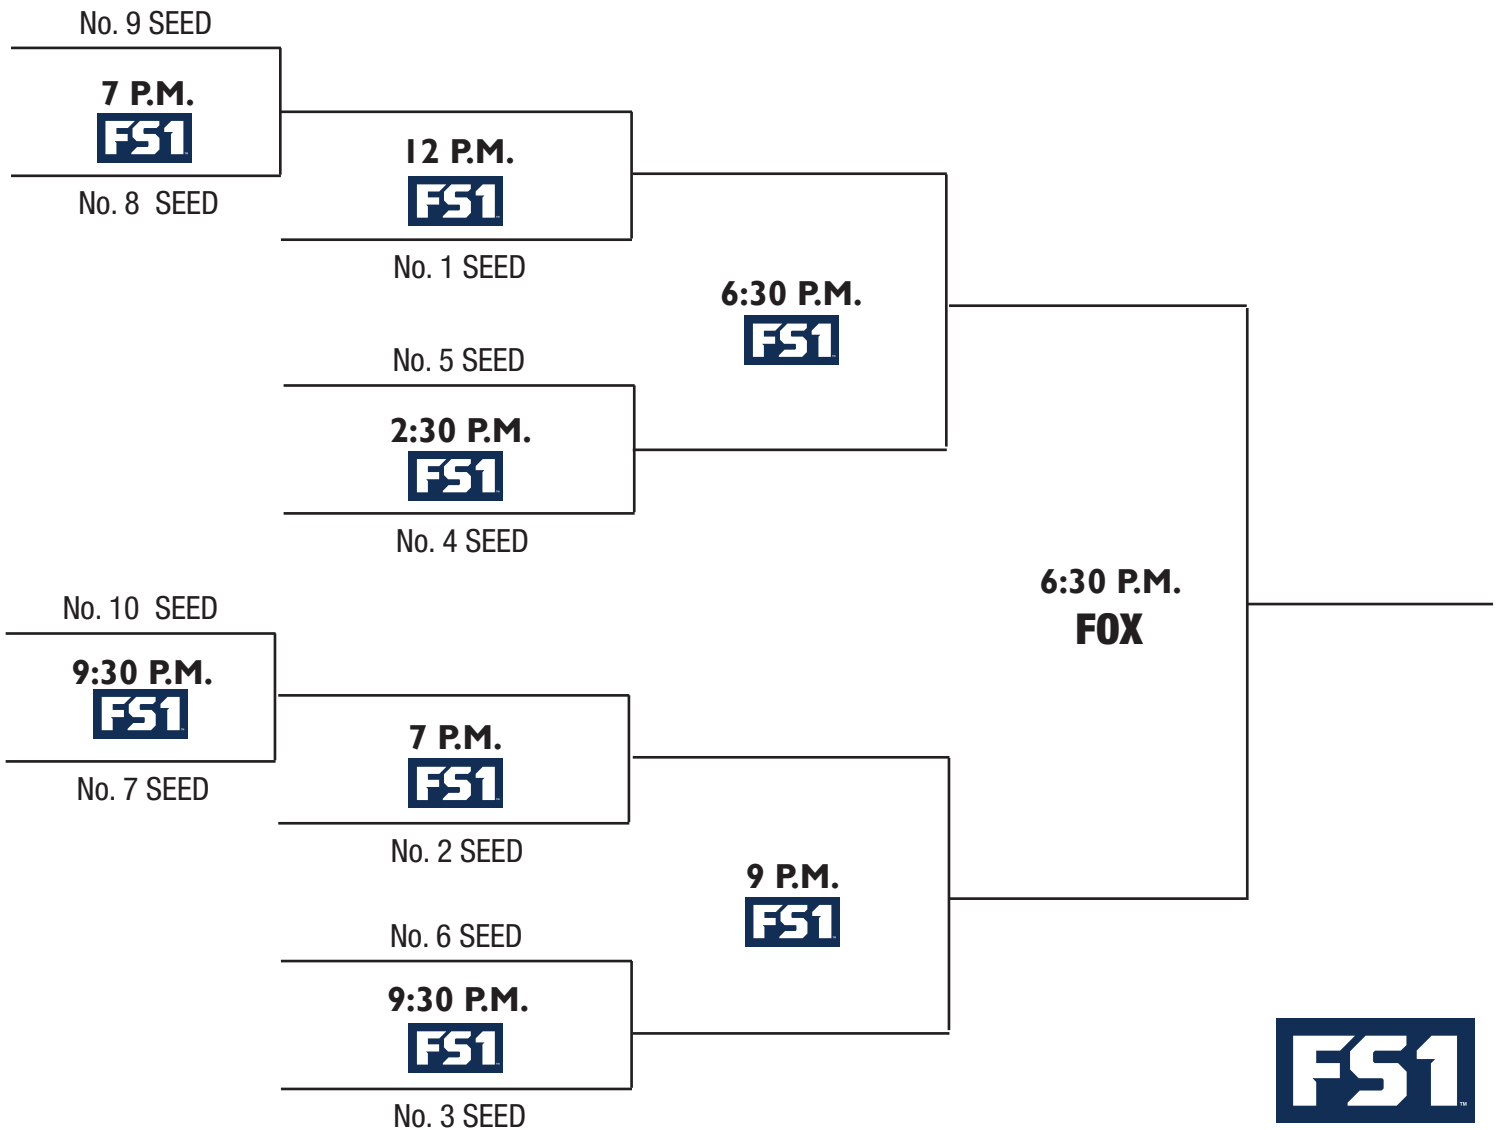 No. 9 SEED
7 P.M.
FS1
No. 8 SEED
12 P.M.
FS1
No. 1 SEED
6:30 P.M.
FS1
No. 5 SEED
2:30 P.M.
FS1
No. 4 SEED
6:30 P.M.
FOX
No. 10 SEED
9:30 P.M.
FS1
No. 7 SEED
7 P.M.
FS1
No. 2 SEED
9 P.M.
FS1
No. 6 SEED
9:30 P.M.
FS1
No. 3 SEED
FS1™